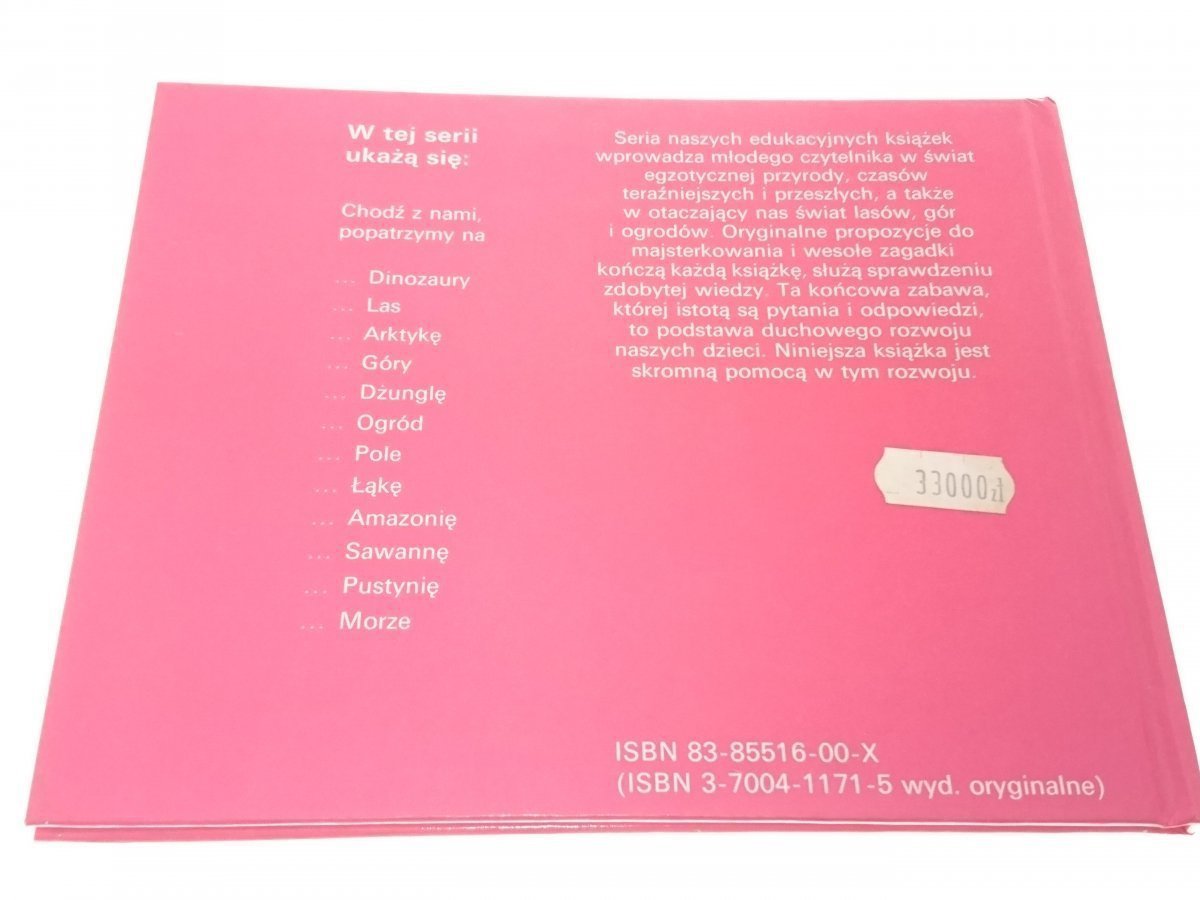 W tej serii
ukażą się:
Chodź z nami,
popatrzymy na
... Dinozaury
... Las
... Arktykę
... Góry
... Dżunglę
... Ogród
... Pole
... Łąkę
... Amazonię
... Sawannę
... Pustynię
... Morze
Seria naszych edukacyjnych książek
wprowadza młodego czytelnika w świat
egzotycznej przyrody, czasów
teraźniejszych i przeszłych, a także
w otaczający nas świat lasów, gór
i ogrodów. Oryginalne propozycje do
majsterkowania i wesołe zagadki
kończą każdą książkę, służą sprawdzeniu
zdobytej wiedzy. Ta końcowa zabawa,
której istotą są pytania i odpowiedzi,
to podstawa duchowego rozwoju
naszych dzieci. Niniejsza książka jest
skromną pomocą w tym rozwoju.
33000zł
ISBN 83-85516-00-X
(ISBN 3-7004-1171-5 wyd. oryginalne)